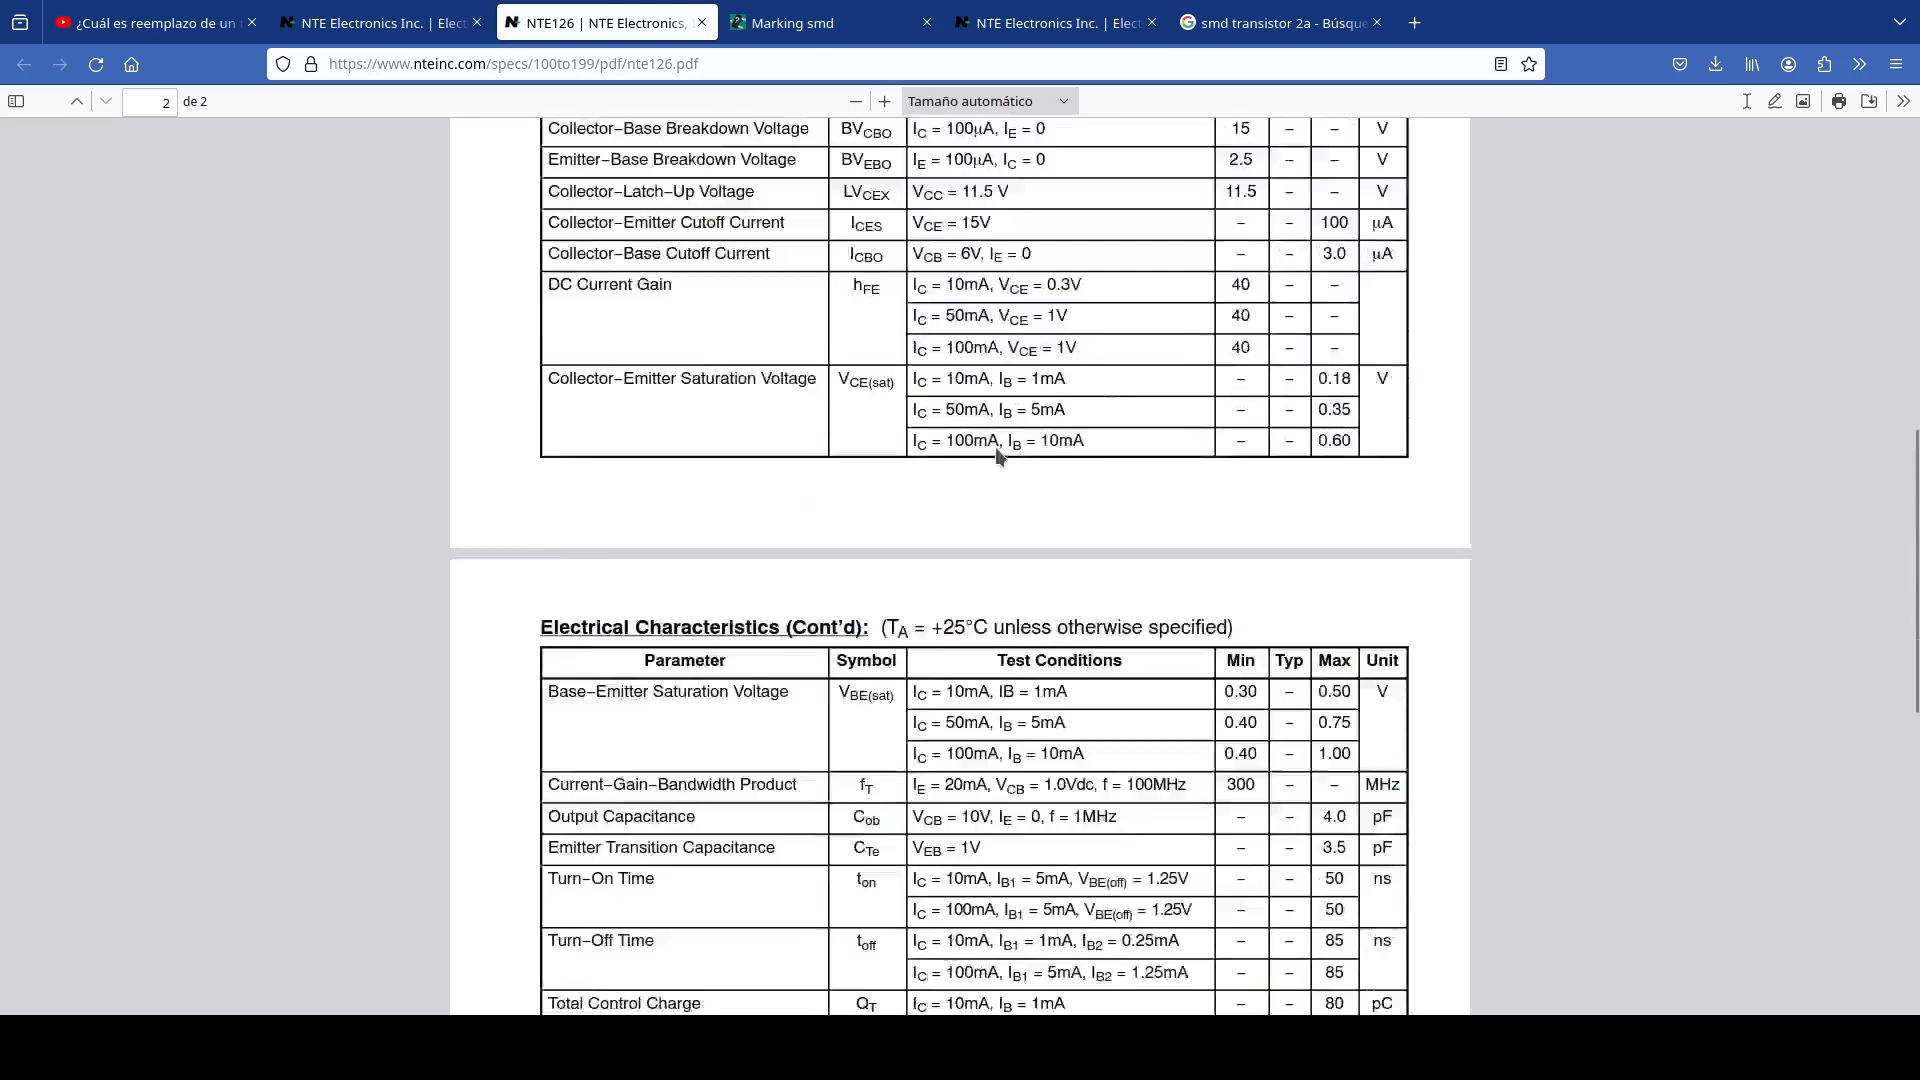 ¿Cuál es reemplazo de un
NTE Electronics Inc. | Elect
NTE126 | NTE Electronics,
Marking smd
NTE Electronics Inc. | Elect
smd transistor 2a - Búsque
https://www.nteinc.com/specs/100to199/pdf/nte126.pdf
2 de 2
Tamaño automático
Collector–Base Breakdown Voltage BVCBO IC = 100µA, IE = 0 15 – – V
Emitter–Base Breakdown Voltage BVEBO IE = 100µA, IC = 0 2.5 – – V
Collector–Latch–Up Voltage LVCEX VCC = 11.5 V 11.5 – – V
Collector–Emitter Cutoff Current ICES VCE = 15V – – 100 µA
Collector–Base Cutoff Current ICBO VCB = 6V, IE = 0 – – 3.0 µA
DC Current Gain hFE IC = 10mA, VCE = 0.3V 40 – –
IC = 50mA, VCE = 1V 40 – –
IC = 100mA, VCE = 1V 40 – –
Collector–Emitter Saturation Voltage VCE(sat) IC = 10mA, IB = 1mA – – 0.18 V
IC = 50mA, IB = 5mA – – 0.35
IC = 100mA, IB = 10mA – – 0.60
Electrical Characteristics (Cont'd): (TA = +25°C unless otherwise specified)
Parameter Symbol Test Conditions Min Typ Max Unit
Base–Emitter Saturation Voltage VBE(sat) IC = 10mA, IB = 1mA 0.30 – 0.50 V
IC = 50mA, IB = 5mA 0.40 – 0.75
IC = 100mA, IB = 10mA 0.40 – 1.00
Current–Gain–Bandwidth Product fT IE = 20mA, VCB = 1.0Vdc, f = 100MHz 300 – – MHz
Output Capacitance Cob VCB = 10V, IE = 0, f = 1MHz – – 4.0 pF
Emitter Transition Capacitance CTe VEB = 1V – – 3.5 pF
Turn–On Time ton IC = 10mA, IB1 = 5mA, VBE(off) = 1.25V – – 50 ns
IC = 100mA, IB1 = 5mA, VBE(off) = 1.25V – – 50
Turn–Off Time toff IC = 10mA, IB1 = 1mA, IB2 = 0.25mA – – 85 ns
IC = 100mA, IB1 = 5mA, IB2 = 1.25mA – – 85
Total Control Charge QT IC = 10mA, IB = 1mA – – 80 pC